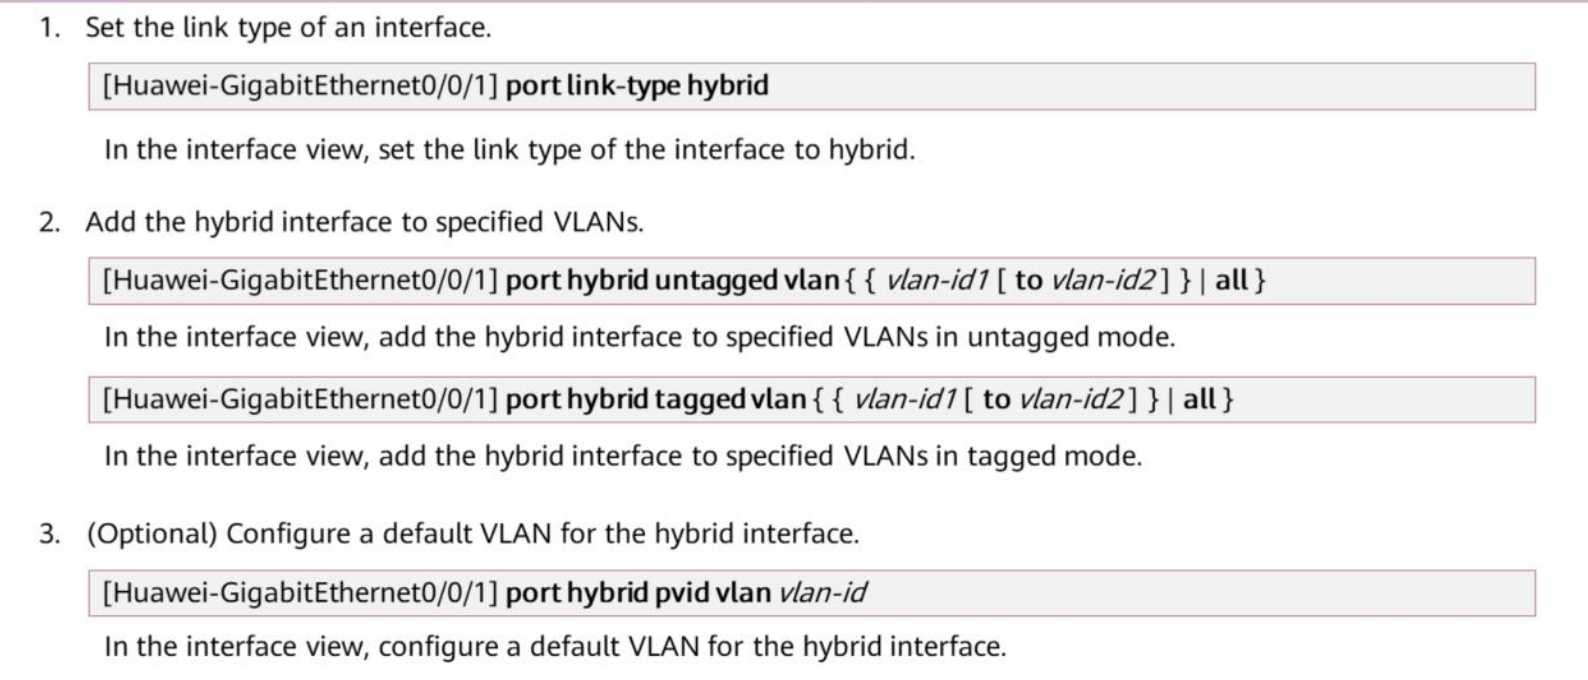 1. Set the link type of an interface.
[Huawei-GigabitEthernet0/0/1] port link-type hybrid
In the interface view, set the link type of the interface to hybrid.
2. Add the hybrid interface to specified VLANs.
[Huawei-GigabitEthernet0/0/1] port hybrid untagged vlan { { vlan-id1 [ to vlan-id2 ] } | all }
In the interface view, add the hybrid interface to specified VLANs in untagged mode.
[Huawei-GigabitEthernet0/0/1] port hybrid tagged vlan { { vlan-id1 [ to vlan-id2 ] } | all }
In the interface view, add the hybrid interface to specified VLANs in tagged mode.
3. (Optional) Configure a default VLAN for the hybrid interface.
[Huawei-GigabitEthernet0/0/1] port hybrid pvid vlan vlan-id
In the interface view, configure a default VLAN for the hybrid interface.